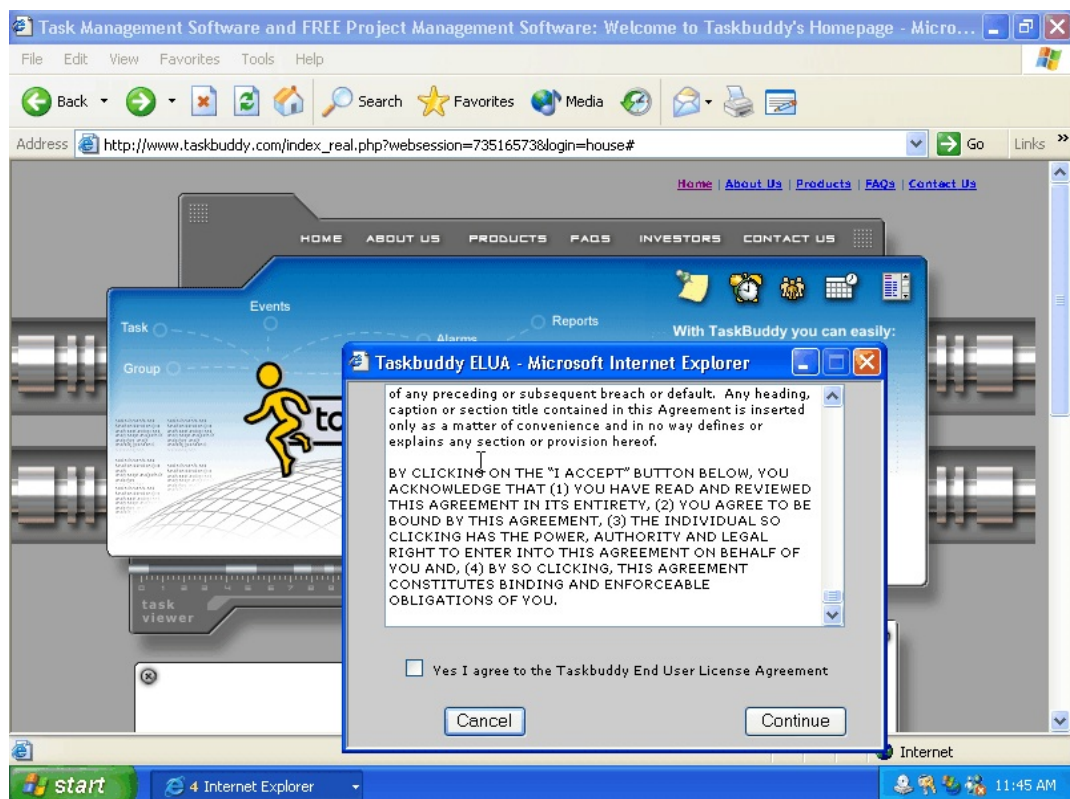 Task Management Software and FREE Project Management Software: Welcome to Taskbuddy's Homepage - Micro...
File Edit View Favorites Tools Help
Back Search Favorites Media
Address http://www.taskbuddy.com/index_real.php?websession=73516573&login=house# Go Links »
Home | About Us | Products | FAQs | Contact Us
HOME ABOUT US PRODUCTS FAQS INVESTORS CONTACT US
Events
Task
Reports
Alarms
With TaskBuddy you can easily:
Group
Taskbuddy ELUA - Microsoft Internet Explorer
of any preceding or subsequent breach or default. Any heading,
caption or section title contained in this Agreement is inserted
only as a matter of convenience and in no way defines or
explains any section or provision hereof.
BY CLICKING ON THE "I ACCEPT" BUTTON BELOW, YOU
ACKNOWLEDGE THAT (1) YOU HAVE READ AND REVIEWED
THIS AGREEMENT IN ITS ENTIRETY, (2) YOU AGREE TO BE
BOUND BY THIS AGREEMENT, (3) THE INDIVIDUAL SO
CLICKING HAS THE POWER, AUTHORITY AND LEGAL
RIGHT TO ENTER INTO THIS AGREEMENT ON BEHALF OF
YOU AND, (4) BY SO CLICKING, THIS AGREEMENT
CONSTITUTES BINDING AND ENFORCEABLE
OBLIGATIONS OF YOU.
task
viewer
Yes I agree to the Taskbuddy End User License Agreement
Cancel Continue
Internet
start 4 Internet Explorer 11:45 AM